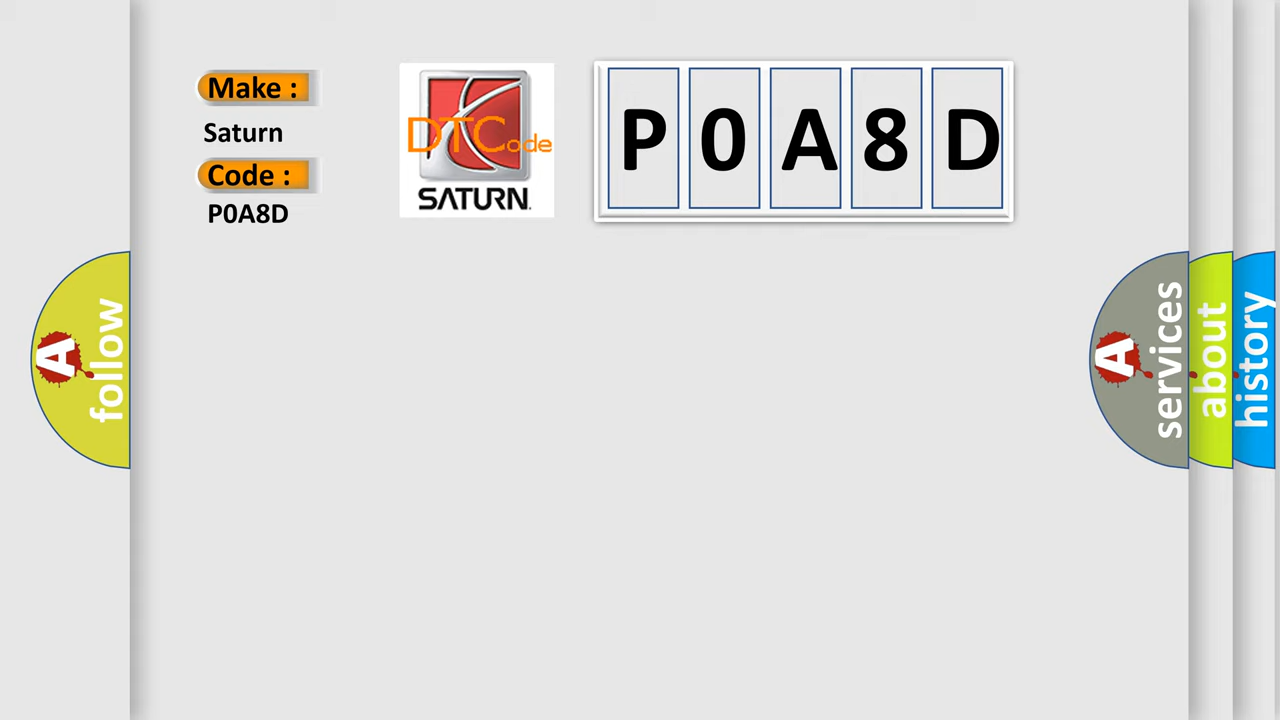 Make :
Saturn
Code :
P0A8D
DTCode
SATURN.
P 0 A 8 D
A follow
A services
about
history